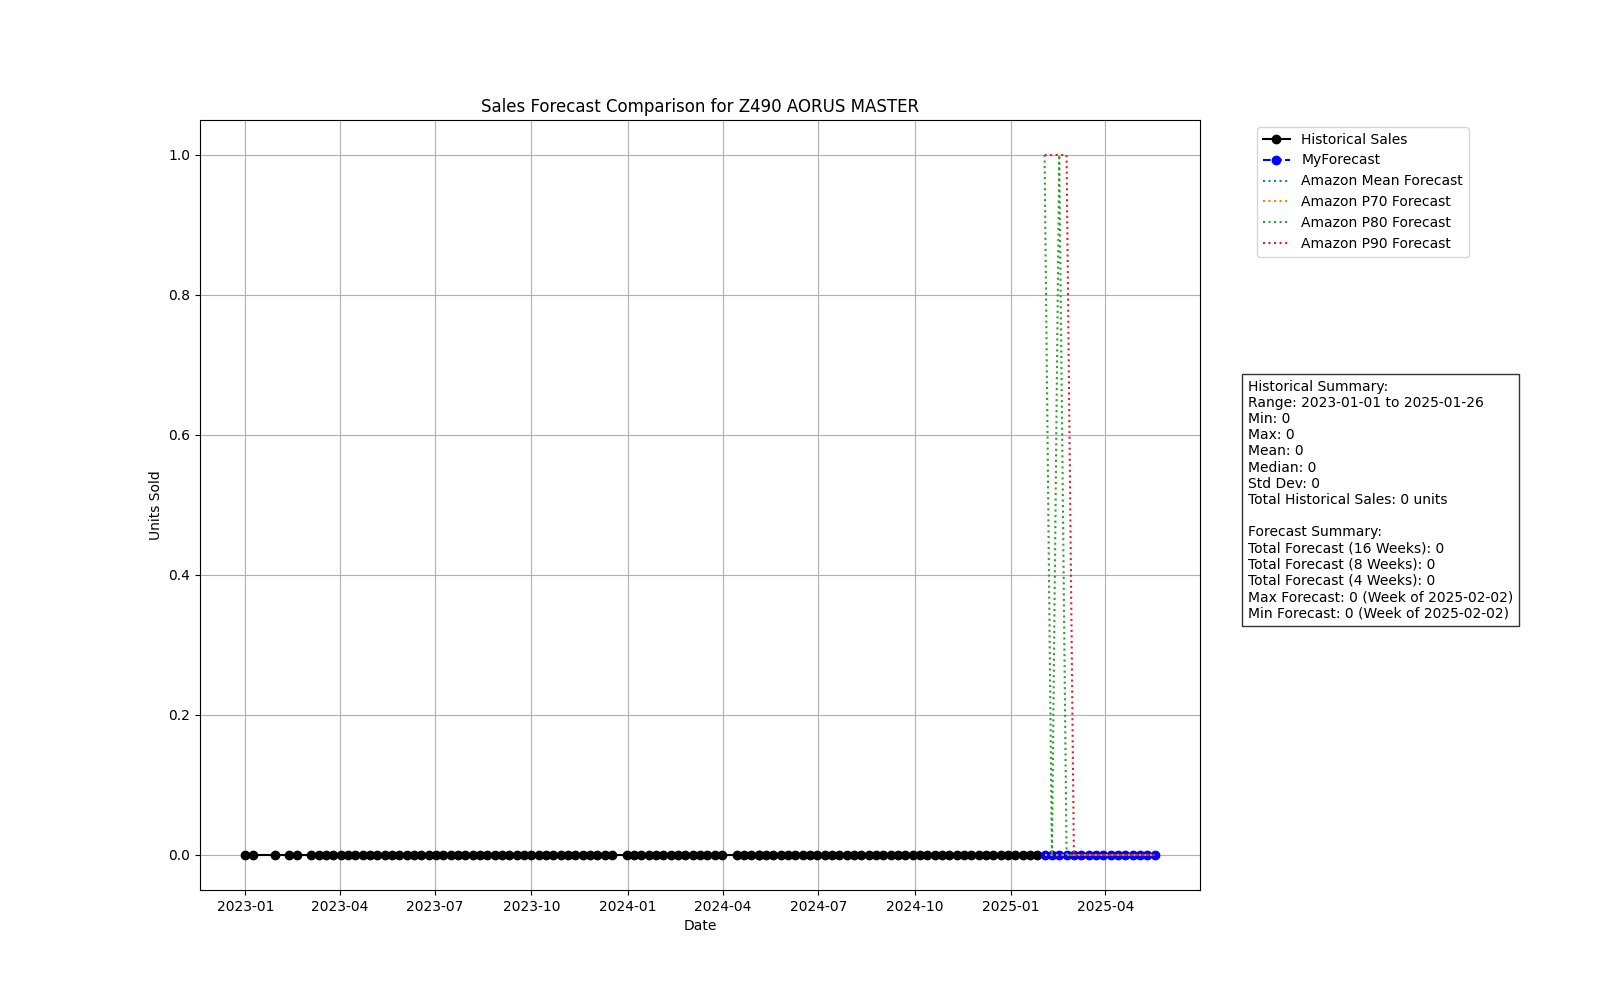 Sales Forecast Comparison for Z490 AORUS MASTER
Historical Sales
MyForecast
Amazon Mean Forecast
Amazon P70 Forecast
Amazon P80 Forecast
Amazon P90 Forecast
1.0
0.8
0.6
0.4
0.2
0.0
Units Sold
2023-01
2023-04
2023-07
2023-10
2024-01
2024-04
2024-07
2024-10
2025-01
2025-04
Date
Historical Summary:
Range: 2023-01-01 to 2025-01-26
Min: 0
Max: 0
Mean: 0
Median: 0
Std Dev: 0
Total Historical Sales: 0 units
Forecast Summary:
Total Forecast (16 Weeks): 0
Total Forecast (8 Weeks): 0
Total Forecast (4 Weeks): 0
Max Forecast: 0 (Week of 2025-02-02)
Min Forecast: 0 (Week of 2025-02-02)